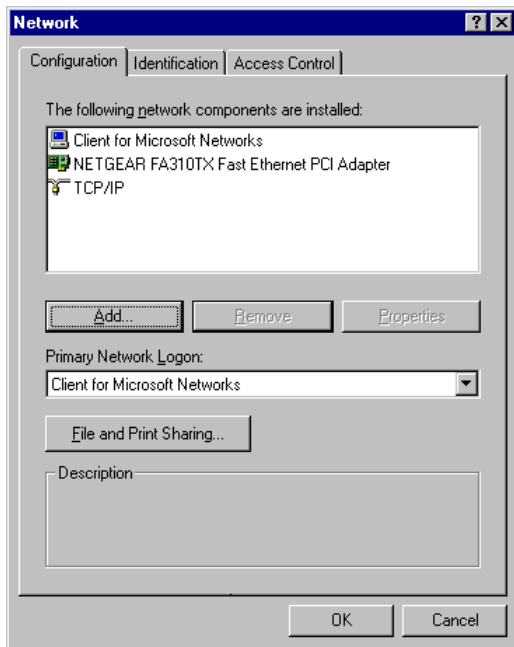 Network
Configuration Identification Access Control
The following network components are installed:
Client for Microsoft Networks
NETGEAR FA310TX Fast Ethernet PCI Adapter
TCP/IP
Add... Remove Properties
Primary Network Logon:
Client for Microsoft Networks
File and Print Sharing...
Description
OK Cancel